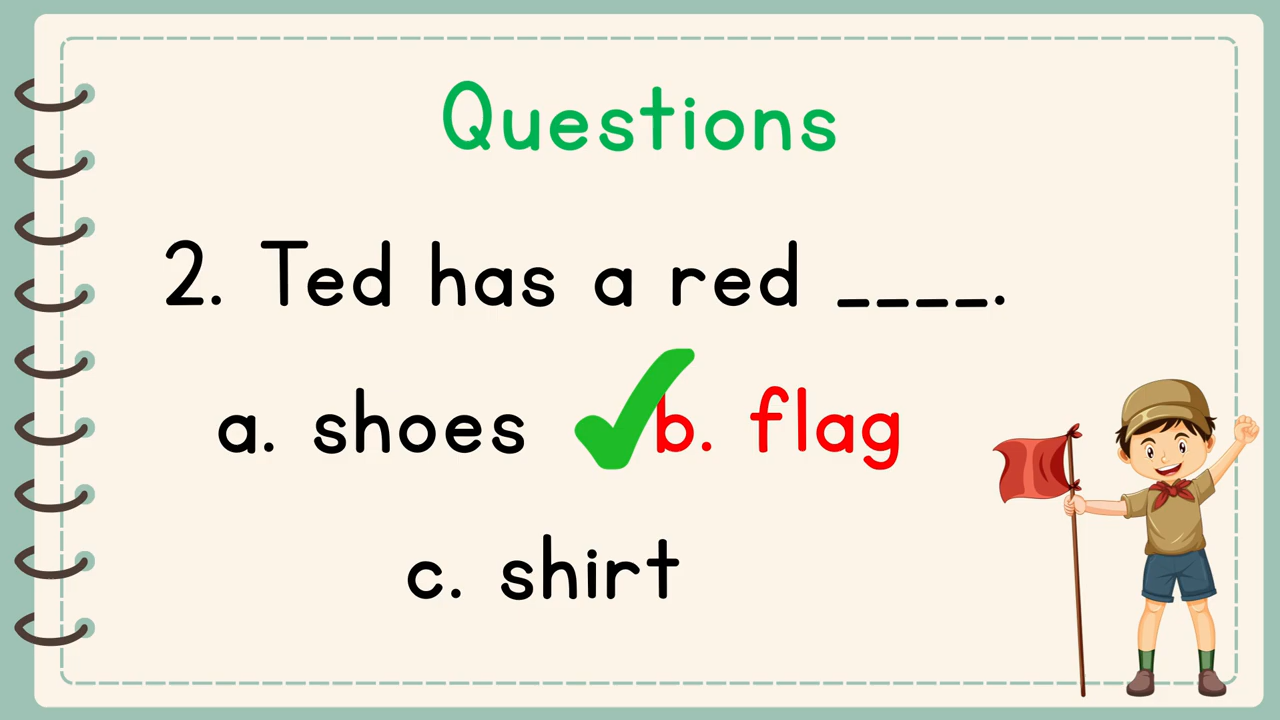 Questions
2. Ted has a red ____.
a. shoes b. flag
c. shirt